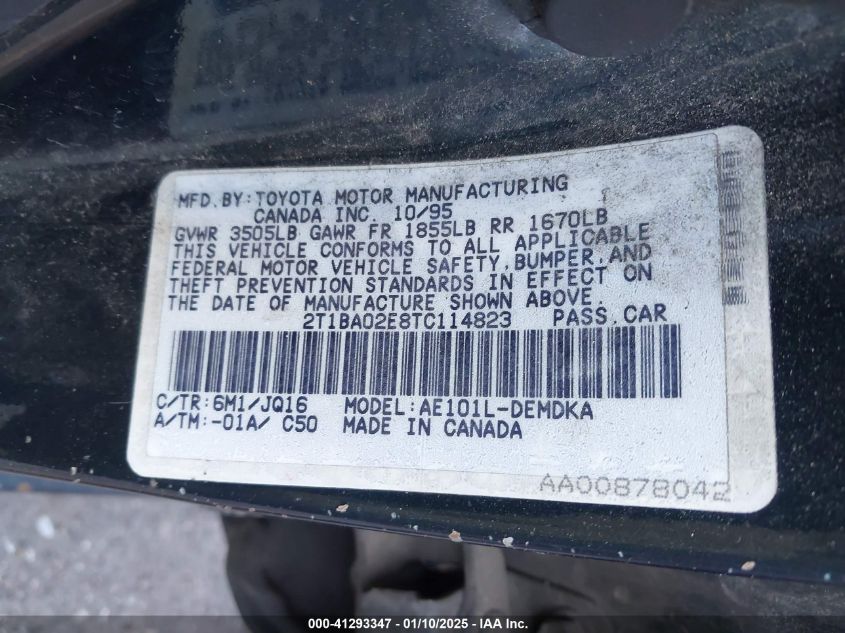 MFD. BY: TOYOTA MOTOR MANUFACTURING
CANADA INC. 10/95
GVWR 3505LB GAWR FR 1855LB RR 1670LB
THIS VEHICLE CONFORMS TO ALL APPLICABLE
FEDERAL MOTOR VEHICLE SAFETY, BUMPER, AND
THEFT PREVENTION STANDARDS IN EFFECT ON
THE DATE OF MANUFACTURE SHOWN ABOVE.
2T1BA02E8TC114823 PASS. CAR
C/TR: 6M1/JQ16 MODEL: AE101L-DEMDKA
A/TM: -01A/ C50 MADE IN CANADA
AA00878042
000-41293347 - 01/10/2025 - IAA Inc.